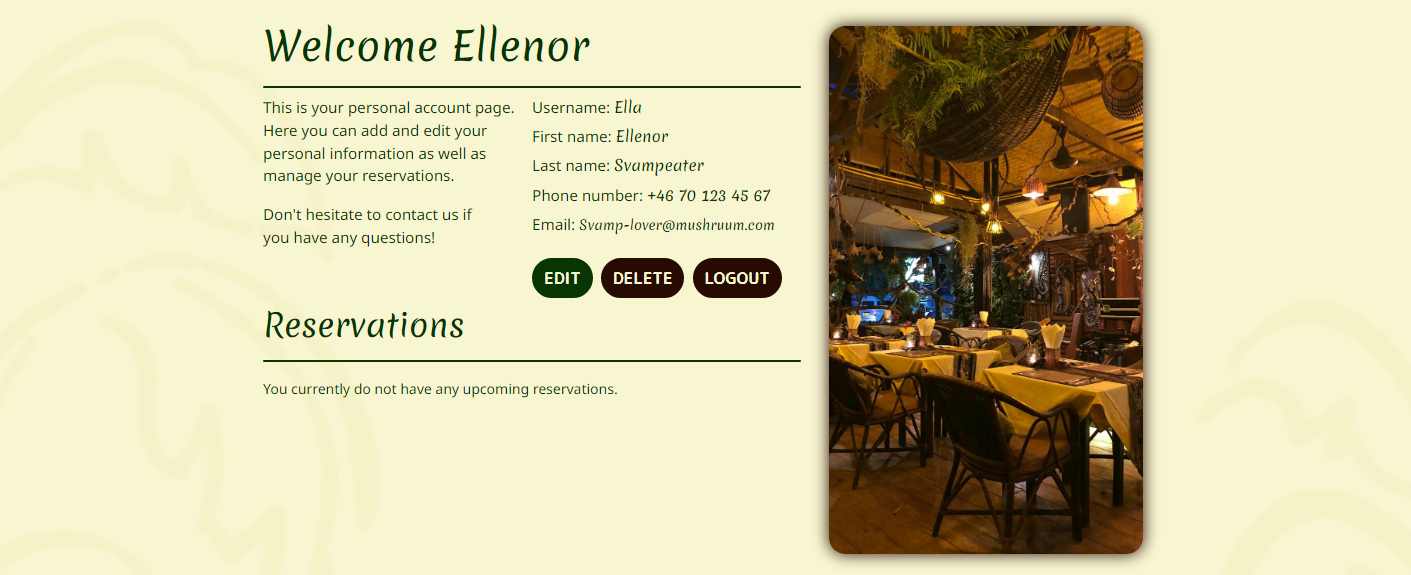 Welcome Ellenor
This is your personal account page.
Here you can add and edit your
personal information as well as
manage your reservations.
Don't hesitate to contact us if
you have any questions!
Username: Ella
First name: Ellenor
Last name: Svampeater
Phone number: +46 70 123 45 67
Email: Svamp-lover@mushruum.com
EDIT DELETE LOGOUT
Reservations
You currently do not have any upcoming reservations.